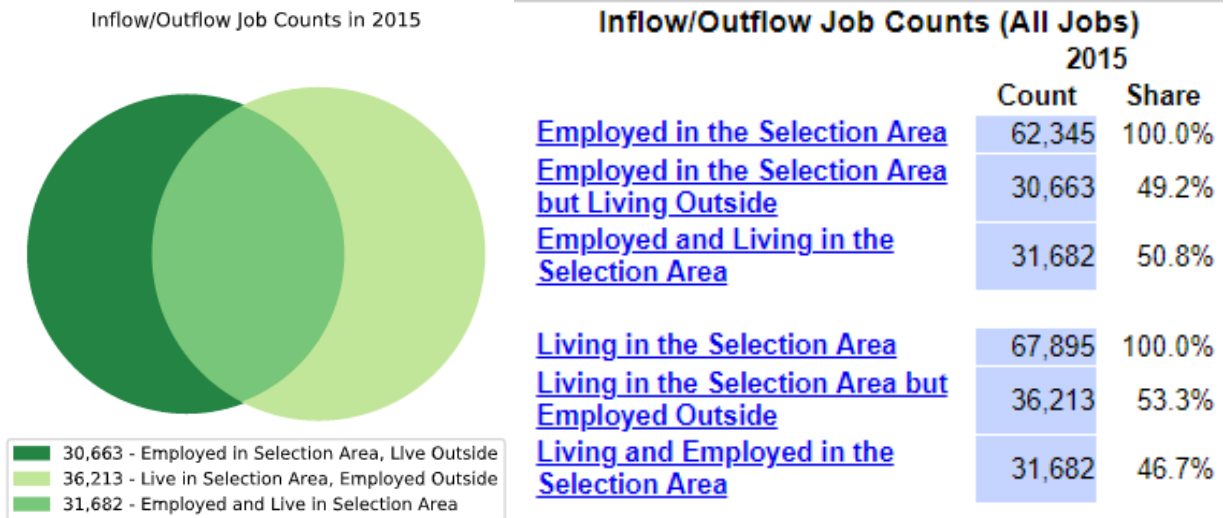 Inflow/Outflow Job Counts in 2015
30,663 - Employed in Selection Area, LIve Outside
36,213 - Live in Selection Area, Employed Outside
31,682 - Employed and Live in Selection Area
Inflow/Outflow Job Counts (All Jobs)
2015
Count Share
Employed in the Selection Area 62,345 100.0%
Employed in the Selection Area
but Living Outside 30,663 49.2%
Employed and Living in the
Selection Area 31,682 50.8%
Living in the Selection Area 67,895 100.0%
Living in the Selection Area but
Employed Outside 36,213 53.3%
Living and Employed in the
Selection Area 31,682 46.7%